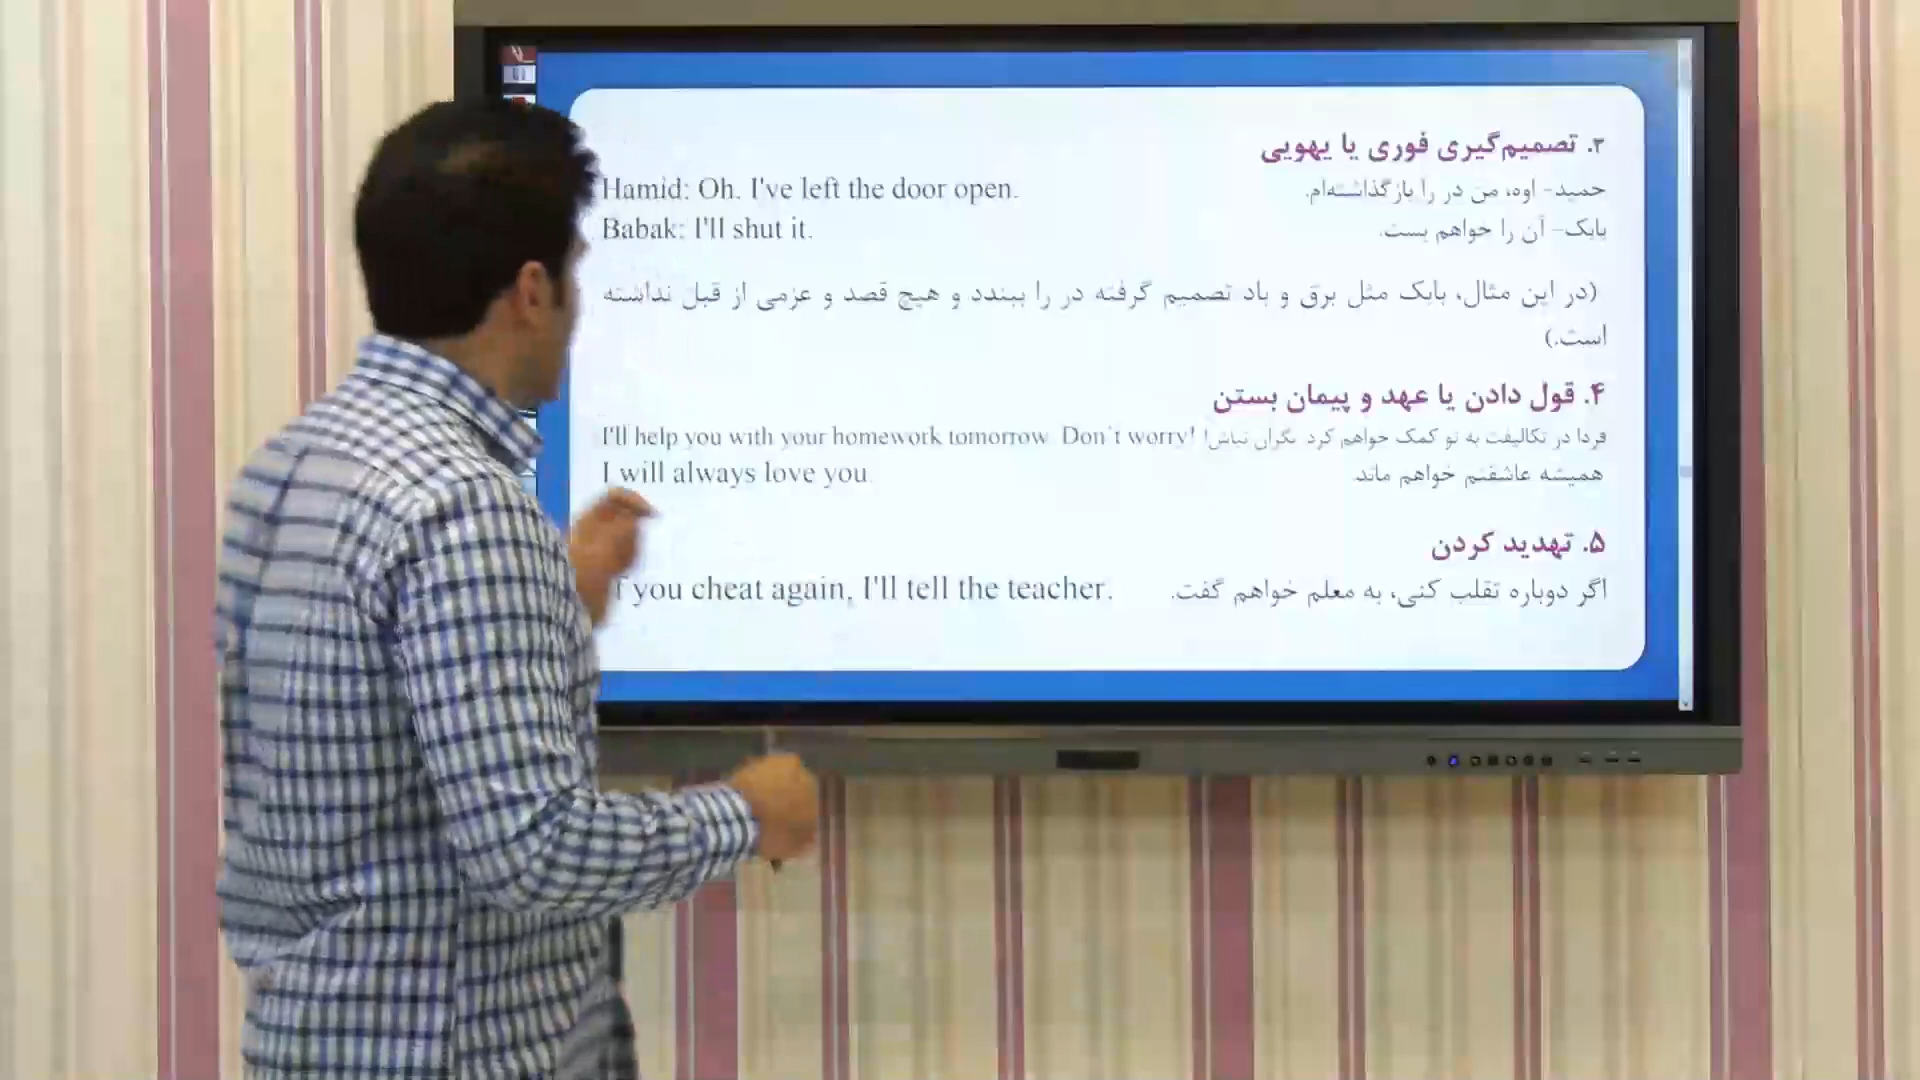 ۳. تصمیم‌گیری فوری یا یهویی
Hamid: Oh. I've left the door open. حمید- اوه، من در را بازگذاشته‌ام.
Babak: I'll shut it. بابک- آن را خواهم بست.
(در این مثال، بابک مثل برق و باد تصمیم گرفته در را ببندد و هیچ قصد و عزمی از قبل نداشته
است.)
۴. قول دادن یا عهد و پیمان بستن
I'll help you with your homework tomorrow. Don't worry! فردا در تکالیفت به تو کمک خواهم کرد. نگران نباش!
I will always love you. همیشه عاشقتم خواهم ماند.
۵. تهدید کردن
f you cheat again, I'll tell the teacher. اگر دوباره تقلب کنی، به معلم خواهم گفت.